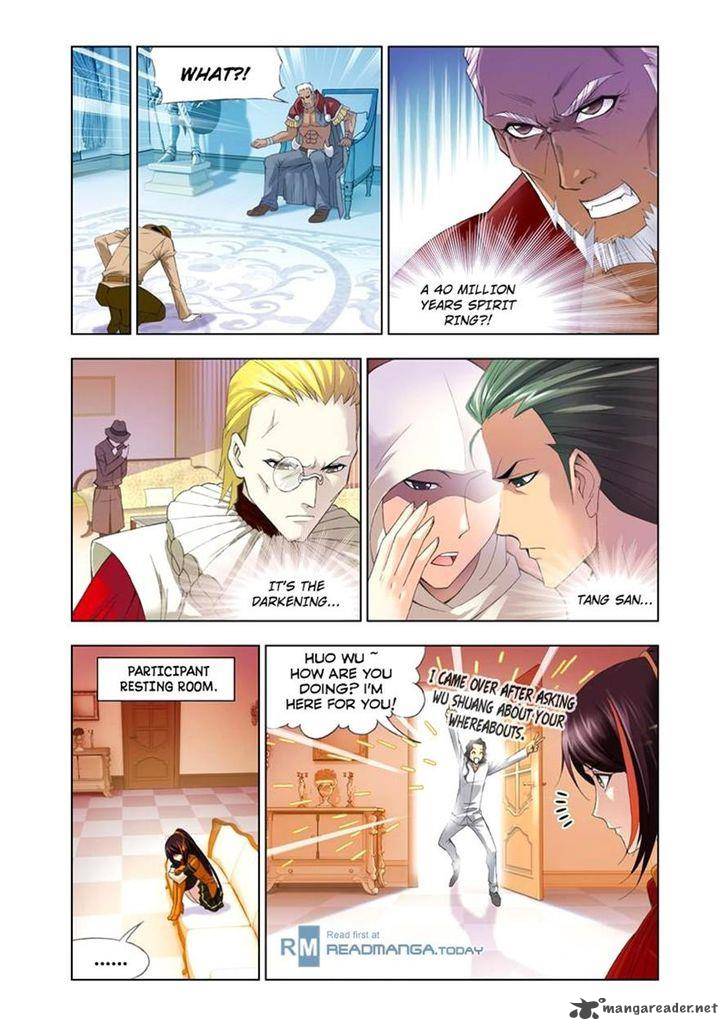 WHAT?!
A 40 MILLION
YEARS SPIRIT
RING?!
IT'S THE
DARKENING...
TANG SAN...
PARTICIPANT
RESTING ROOM.
......
HUO WU ~
HOW ARE YOU
DOING? I'M
HERE FOR YOU!
I CAME OVER AFTER ASKING
WU SHUANG ABOUT YOUR
WHEREABOUTS.
Read first at
RM READMANGA.TODAY
mangareader.net